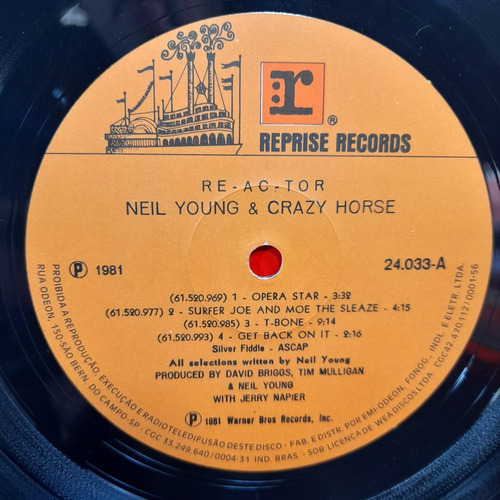 r
®
REPRISE RECORDS
RE-AC-TOR
NEIL YOUNG & CRAZY HORSE
Ⓟ 1981
24.033-A
(61.520.969) 1 - OPERA STAR - 3:32
(61.520.977) 2 - SURFER JOE AND MOE THE SLEAZE - 4:15
(61.520.985) 3 - T-BONE - 9:14
(61.520.993) 4 - GET BACK ON IT - 2:16
Silver Fiddle - ASCAP
All selections written by Neil Young
PRODUCED BY DAVID BRIGGS, TIM MULLIGAN
& NEIL YOUNG
WITH JERRY NAPIER
Ⓟ 1981 Warner Bros Records, Inc.
PROIBIDA A REPRODUÇÃO, EXECUÇÃO E RADIOTELEDIFUSÃO DESTE DISCO - FAB. E DISTR. POR EMI-ODEON, FONOG., INDL. E ELETR. LTDA.
RUA ODEON, 150-SÃO BERN. DO CAMPO-SP - CGC 33.249.640/0004-31 IND. BRAS. - SOB LICENÇA DE WEA DISCOS LTDA. CGC 42.470.112/0001-56